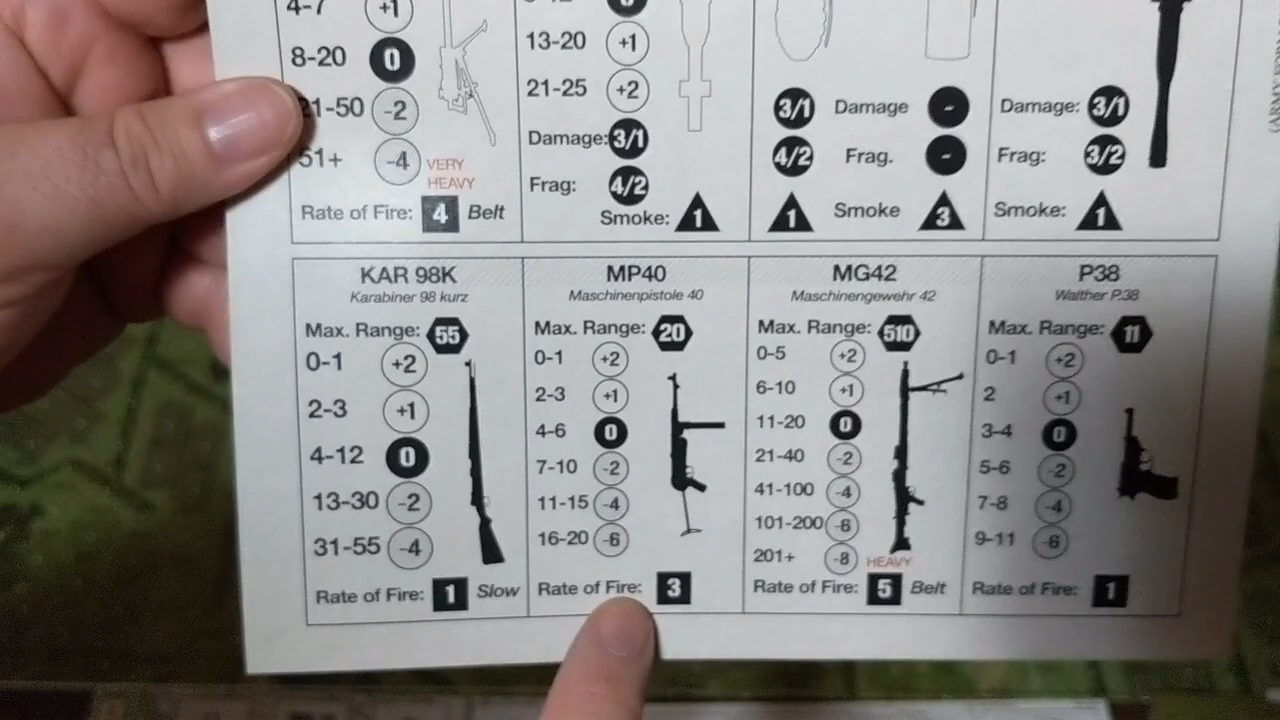 4-7 +1
8-20 0
21-50 -2
51+ -4 VERY
HEAVY
Rate of Fire: 4 Belt
13-20 +1
21-25 +2
Damage: 3/1
Frag: 4/2
Smoke: 1
3/1 Damage -
4/2 Frag. -
1 Smoke 3
Damage: 3/1
Frag: 3/2
Smoke: 1
KAR 98K
Karabiner 98 kurz
Max. Range: 55
0-1 +2
2-3 +1
4-12 0
13-30 -2
31-55 -4
Rate of Fire: 1 Slow
MP40
Maschinenpistole 40
Max. Range: 20
0-1 +2
2-3 +1
4-6 0
7-10 -2
11-15 -4
16-20 -6
Rate of Fire: 3
MG42
Maschinengewehr 42
Max. Range: 510
0-5 +2
6-10 +1
11-20 0
21-40 -2
41-100 -4
101-200 -6
201+ -8 HEAVY
Rate of Fire: 5 Belt
P38
Walther P.38
Max. Range: 11
0-1 +2
2 +1
3-4 0
5-6 -2
7-8 -4
9-11 -6
Rate of Fire: 1